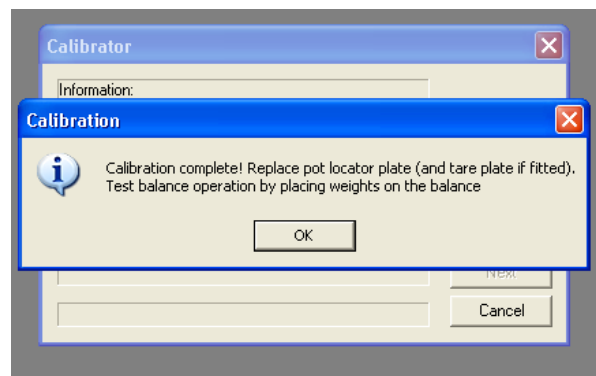 Calibrator
Information:
Calibration
Calibration complete! Replace pot locator plate (and tare plate if fitted).
Test balance operation by placing weights on the balance
OK
Next
Cancel